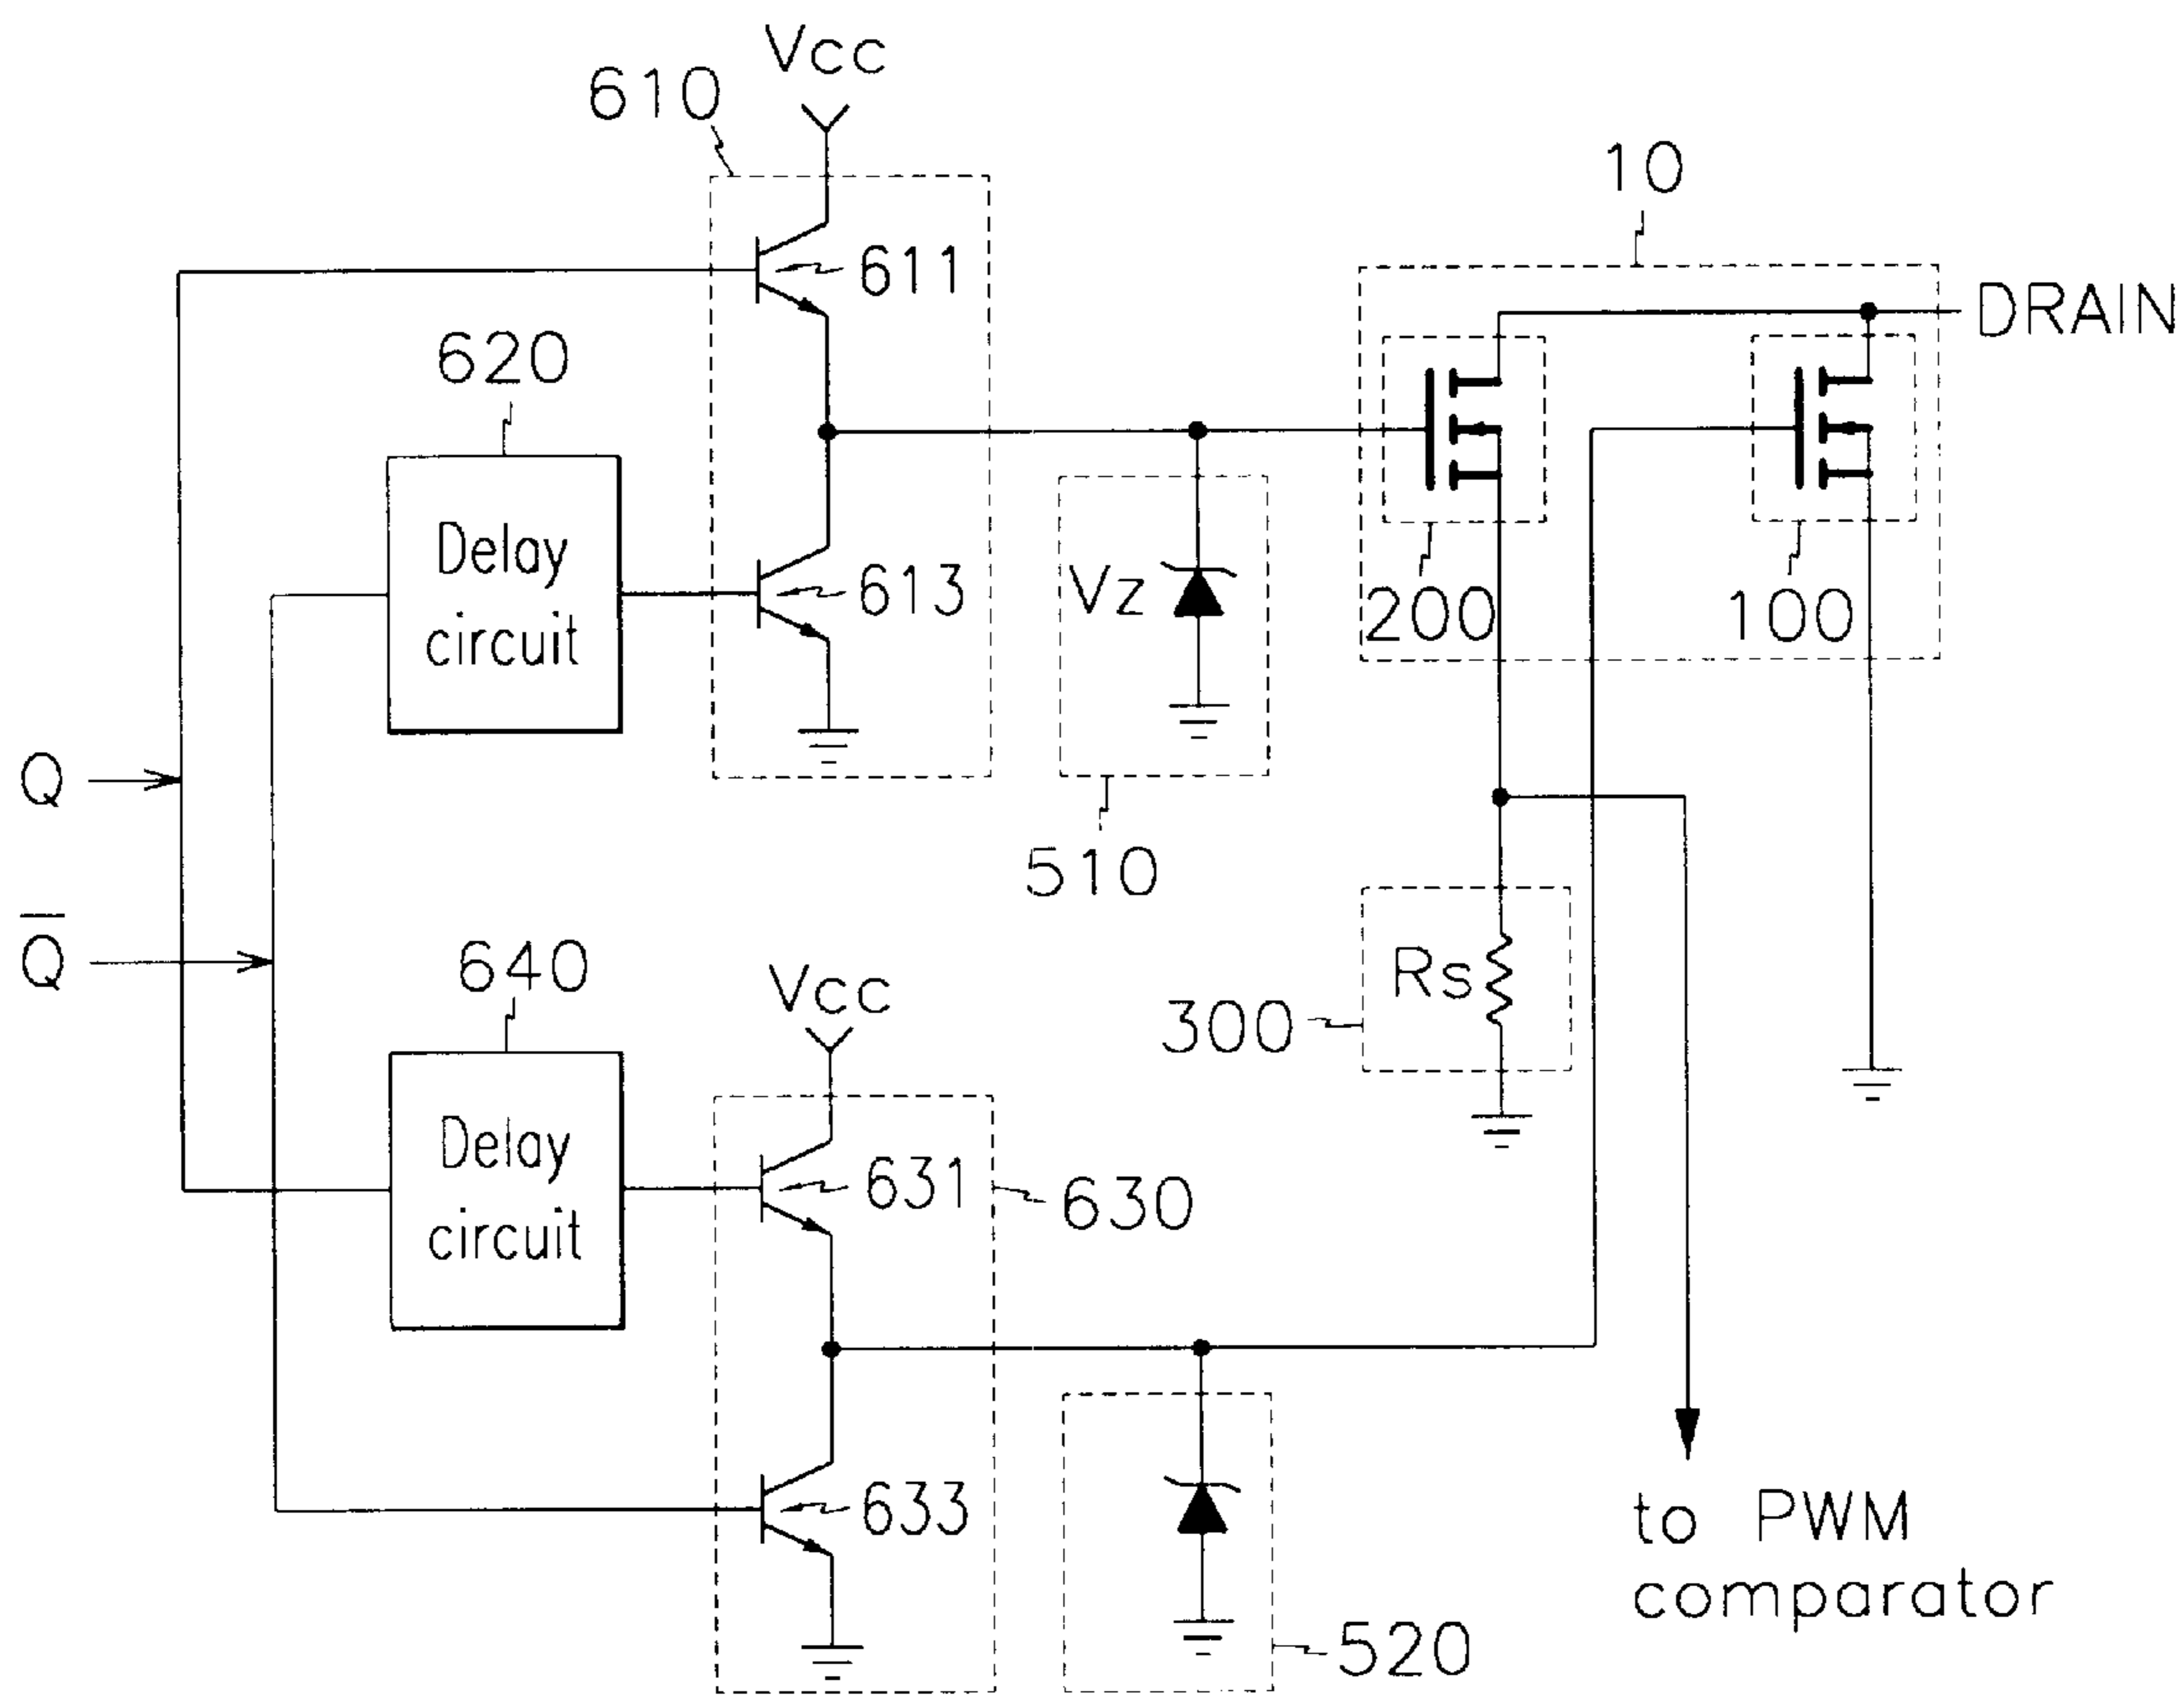 Vcc
610
10
611
DRAIN
620
Delay
circuit
613
Vz
200
100
Q
510
Q̅
640
Vcc
Rs
300
Delay
circuit
631
630
633
to PWM
comparator
520